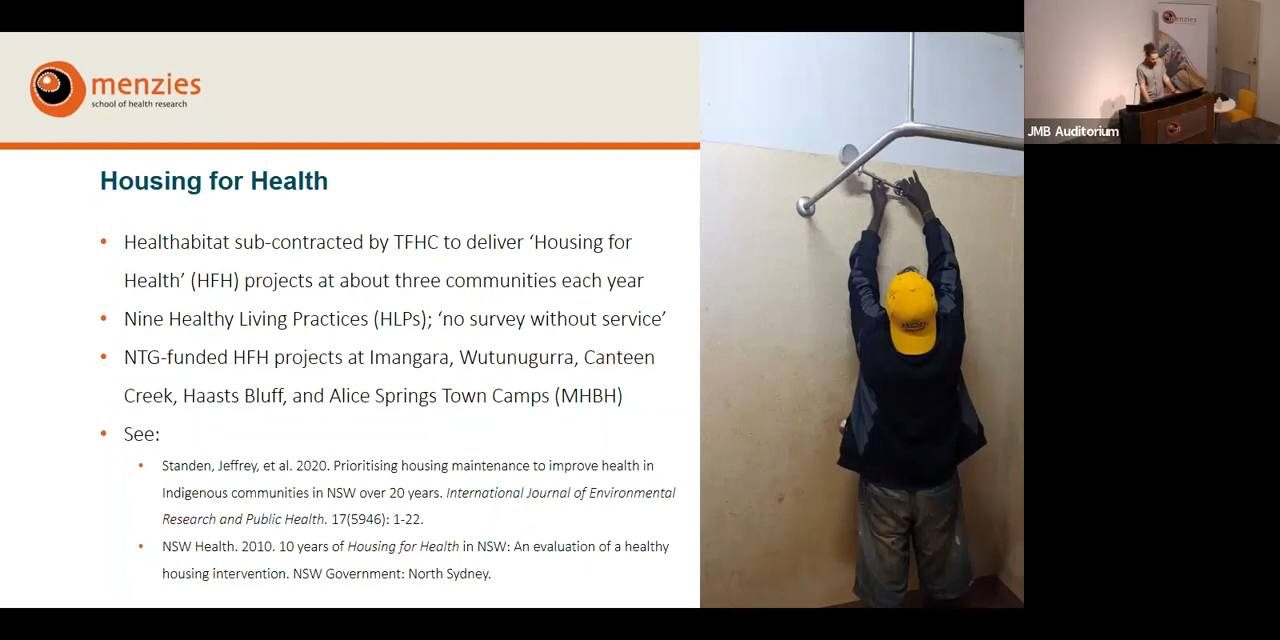 menzies
school of health research
Housing for Health
• Healthabitat sub-contracted by TFHC to deliver ‘Housing for
Health’ (HFH) projects at about three communities each year
• Nine Healthy Living Practices (HLPs); ‘no survey without service’
• NTG-funded HFH projects at Imangara, Wutunugurra, Canteen
Creek, Haasts Bluff, and Alice Springs Town Camps (MHBH)
• See:
• Standen, Jeffrey, et al. 2020. Prioritising housing maintenance to improve health in
Indigenous communities in NSW over 20 years. International Journal of Environmental
Research and Public Health. 17(5946): 1-22.
• NSW Health. 2010. 10 years of Housing for Health in NSW: An evaluation of a healthy
housing intervention. NSW Government: North Sydney.
menzies
JMB Auditorium